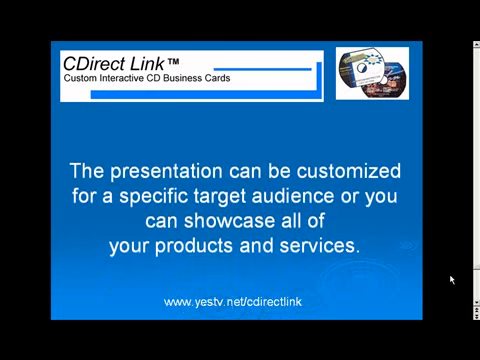 CDirect Link™
Custom Interactive CD Business Cards
The presentation can be customized
for a specific target audience or you
can showcase all of
your products and services.
www.yestv.net/cdirectlink